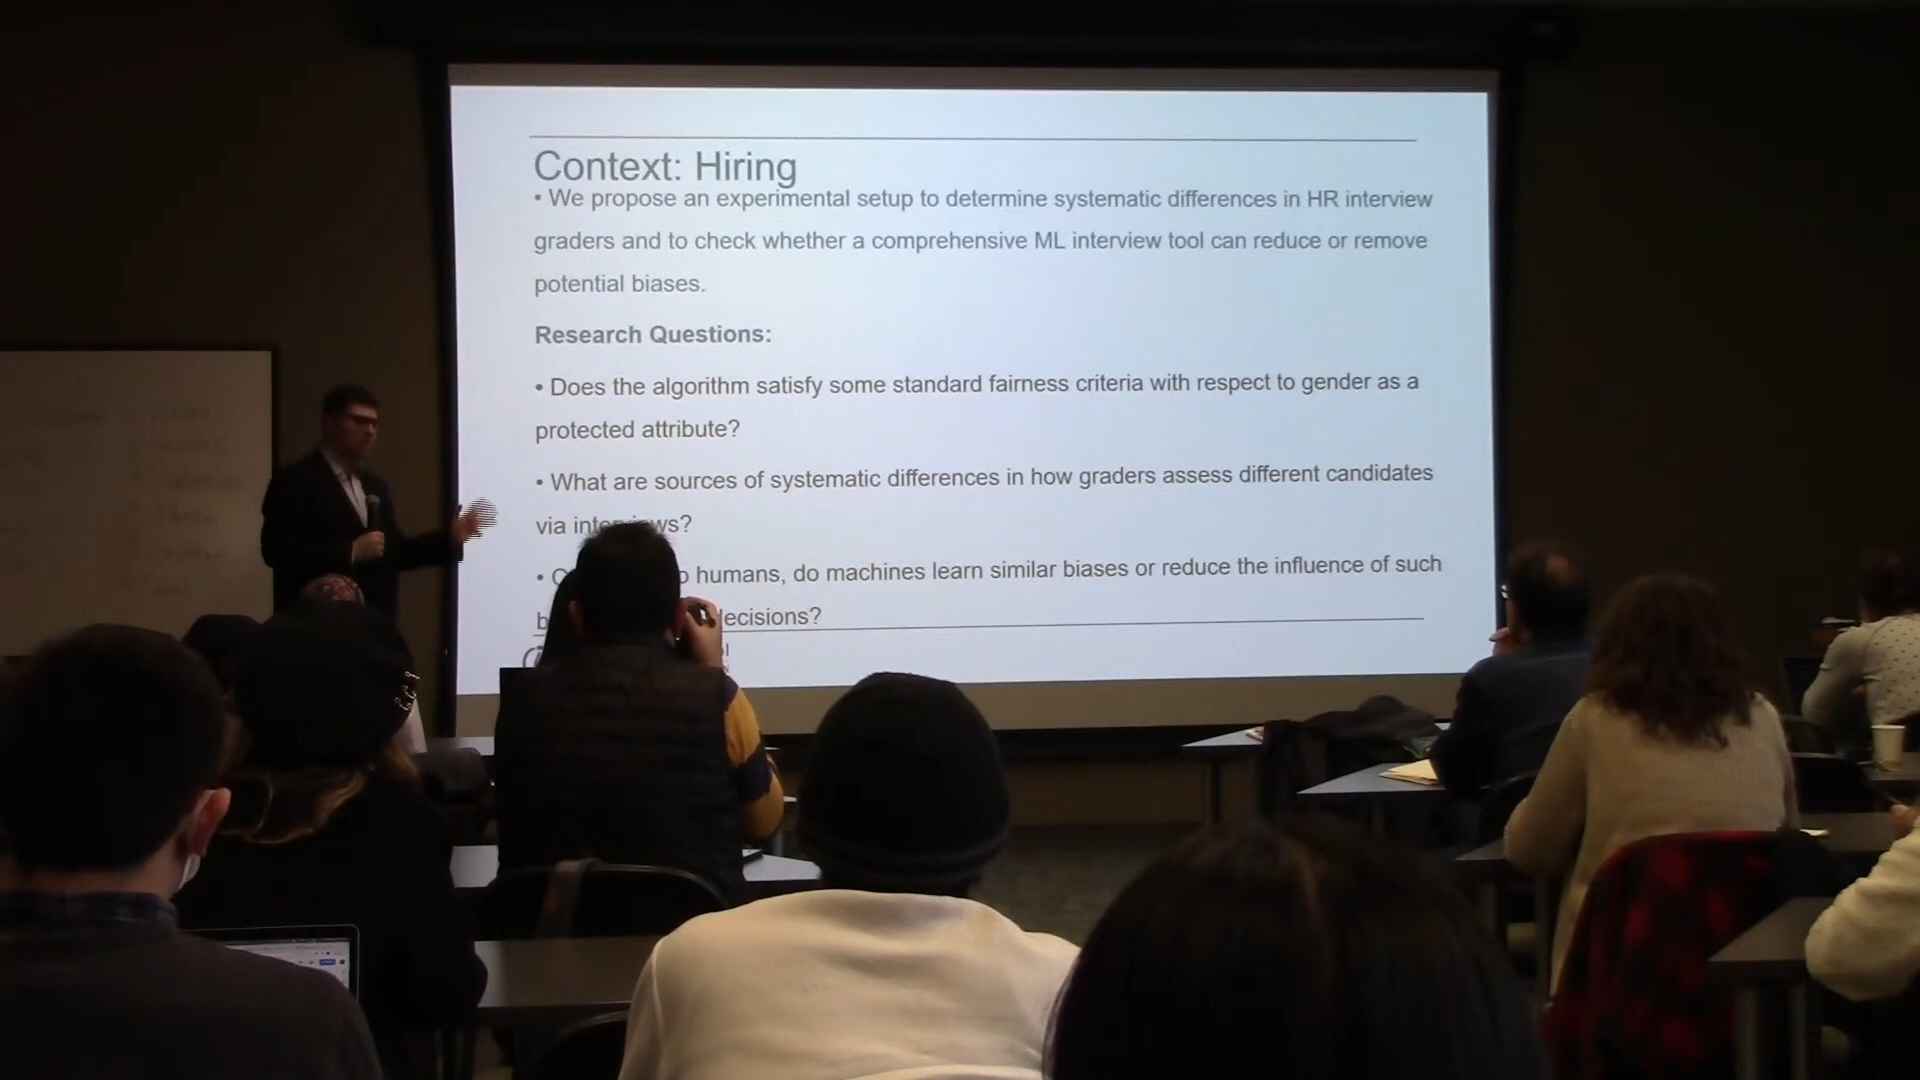 Context: Hiring
• We propose an experimental setup to determine systematic differences in HR interview
graders and to check whether a comprehensive ML interview tool can reduce or remove
potential biases.
Research Questions:
• Does the algorithm satisfy some standard fairness criteria with respect to gender as a
protected attribute?
• What are sources of systematic differences in how graders assess different candidates
via interviews?
• humans, do machines learn similar biases or reduce the influence of such
decisions?